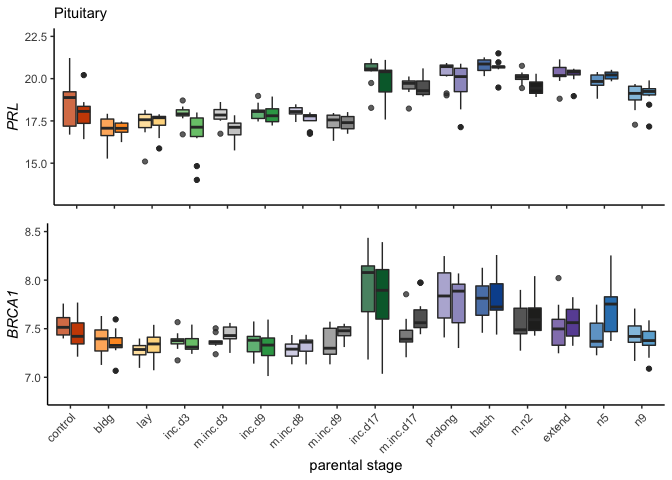 Pituitary
22.5
20.0
17.5
15.0
PRL
8.5
8.0
7.5
7.0
BRCA1
control
bldg
lay
inc.d3
m.inc.d3
inc.d9
m.inc.d8
m.inc.d9
inc.d17
m.inc.d17
prolong
hatch
m.n2
extend
n5
n9
parental stage